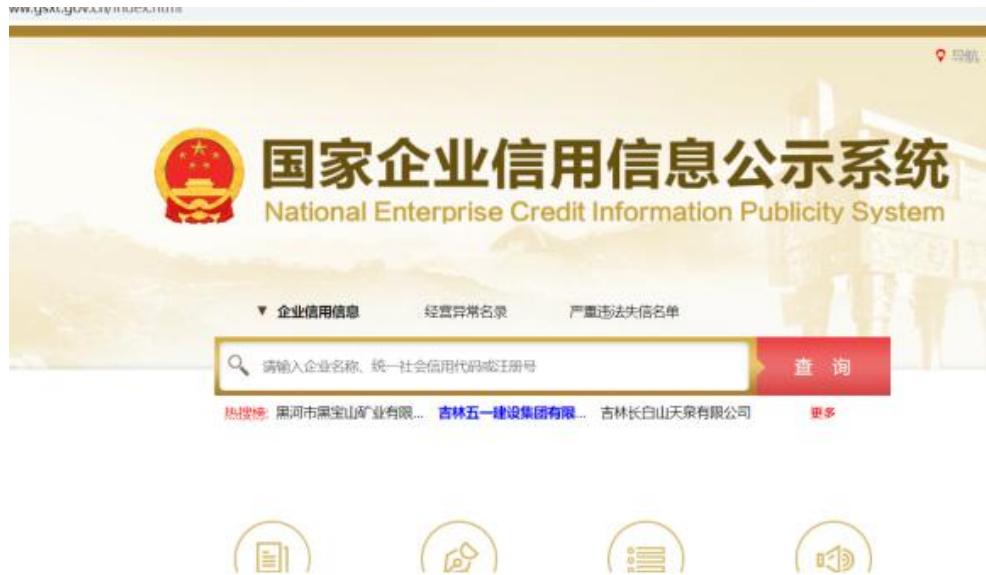 ww.gsxt.gov.cn/index.html
导航
国家企业信用信息公示系统
National Enterprise Credit Information Publicity System
▼ 企业信用信息 经营异常名录 严重违法失信名单
请输入企业名称、统一社会信用代码或注册号 查 询
热搜榜: 黑河市黑宝山矿业有限... 吉林五一建设集团有限... 吉林长白山天泉有限公司 更多